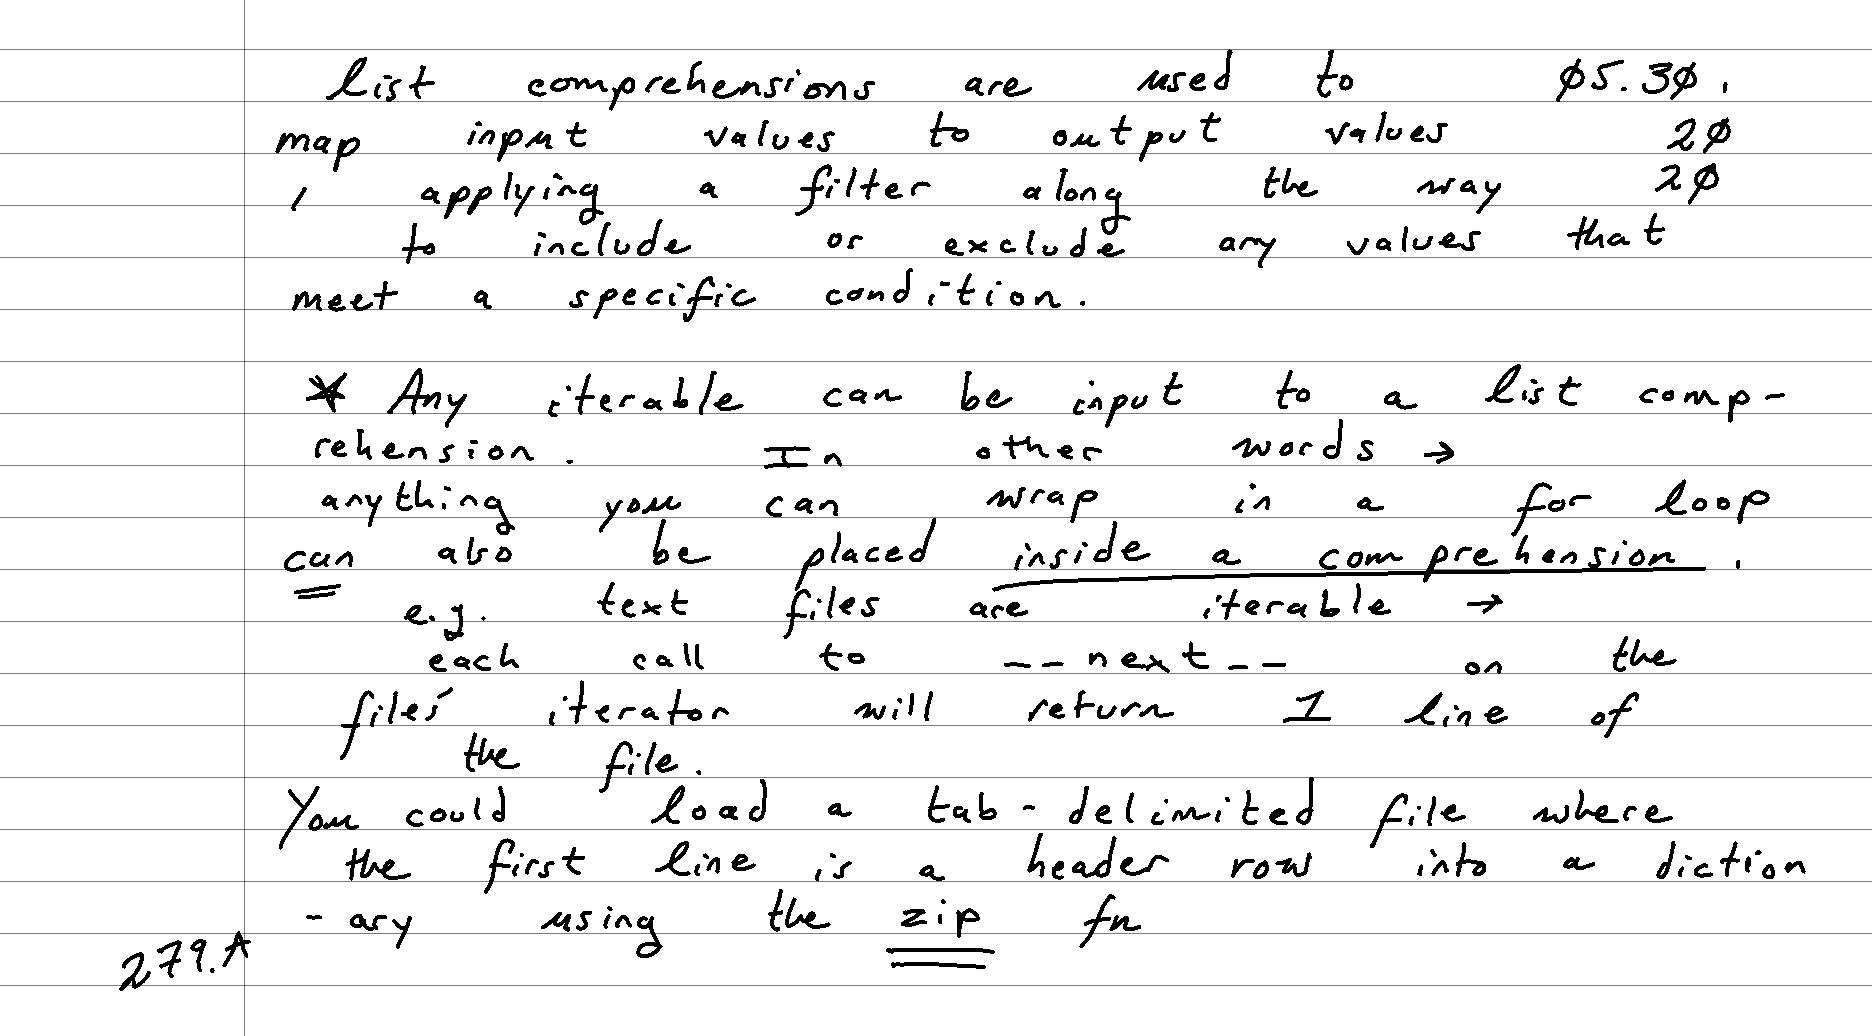 list comprehensions are used to ø5.3ø.
map input values to output values 2ø
, applying a filter along the way 2ø
to include or exclude any values that
meet a specific condition.
* Any iterable can be input to a list comp-
rehension. In other words →
anything you can wrap in a for loop
can also be placed inside a comprehension.
e.g. text files are iterable →
each call to __next__ on the
files' iterator will return 1 line of
the file.
You could load a tab-delimited file where
the first line is a header row into a diction
-ary using the zip fn
279.A